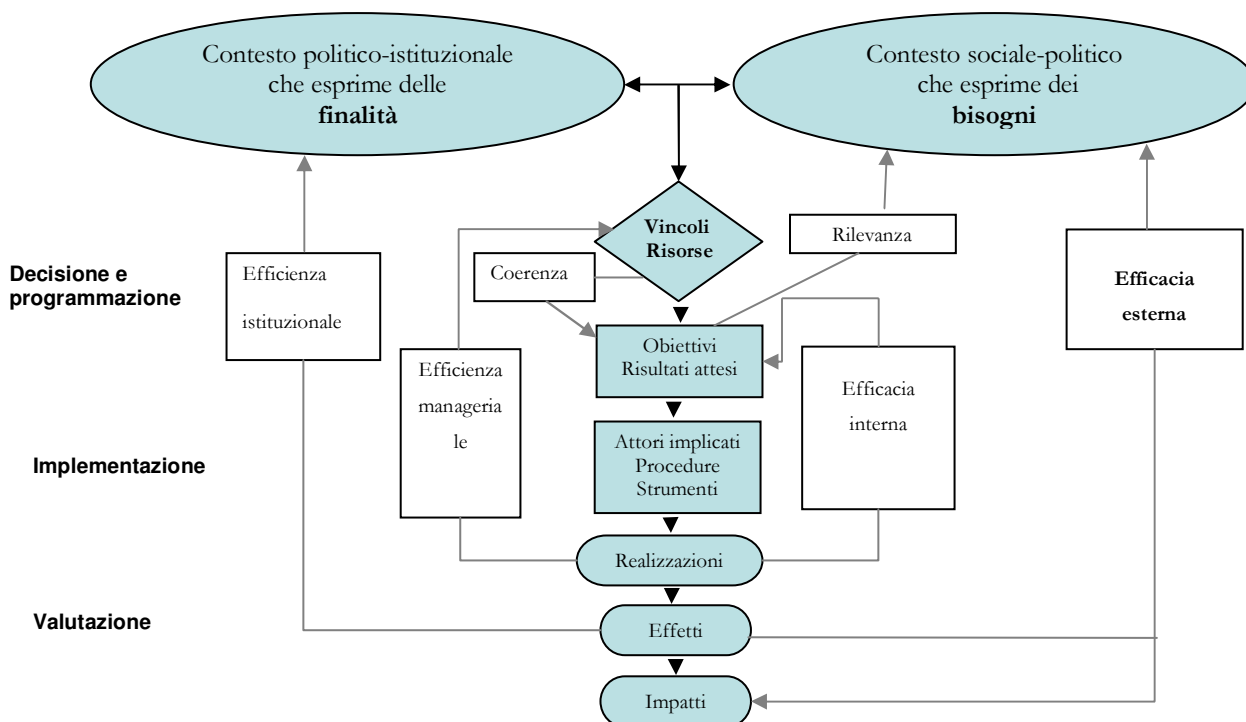 Contesto politico-istituzionale
che esprime delle
finalità
Contesto sociale-politico
che esprime dei
bisogni
Vincoli
Risorse
Rilevanza
Decisione e
programmazione
Efficienza
istituzionale
Coerenza
Efficacia
esterna
Obiettivi
Risultati attesi
Efficienza
manageria
le
Efficacia
interna
Implementazione
Attori implicati
Procedure
Strumenti
Realizzazioni
Valutazione
Effetti
Impatti